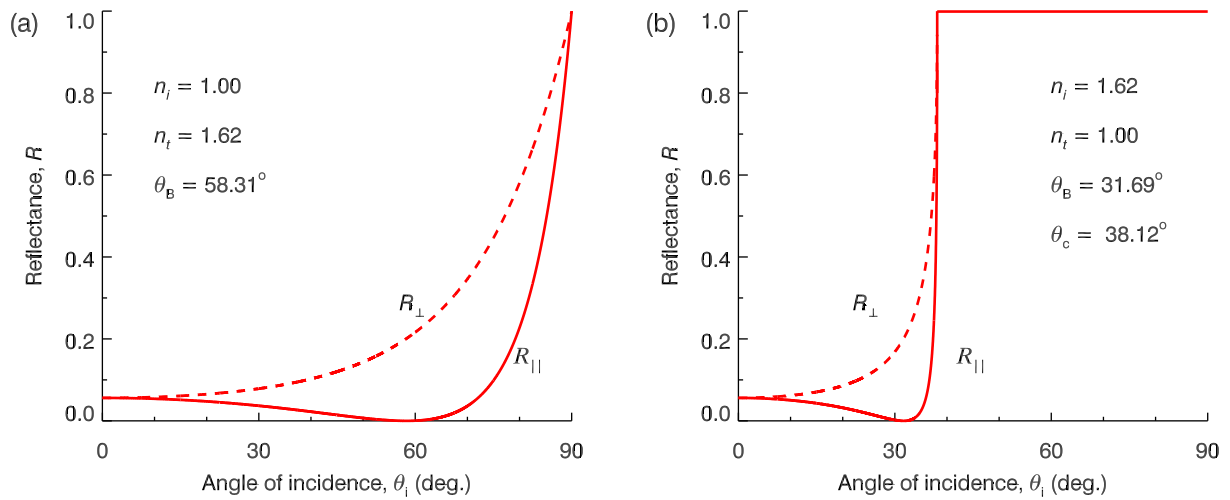 (a)
1.0
0.8
0.6
0.4
0.2
0.0
Reflectance, R
n_i = 1.00
n_t = 1.62
θ_B = 58.31°
R_⊥
R_||
0 30 60 90
Angle of incidence, θ_i (deg.)
(b)
1.0
0.8
0.6
0.4
0.2
0.0
Reflectance, R
n_i = 1.62
n_t = 1.00
θ_B = 31.69°
θ_c = 38.12°
R_⊥
R_||
0 30 60 90
Angle of incidence, θ_i (deg.)